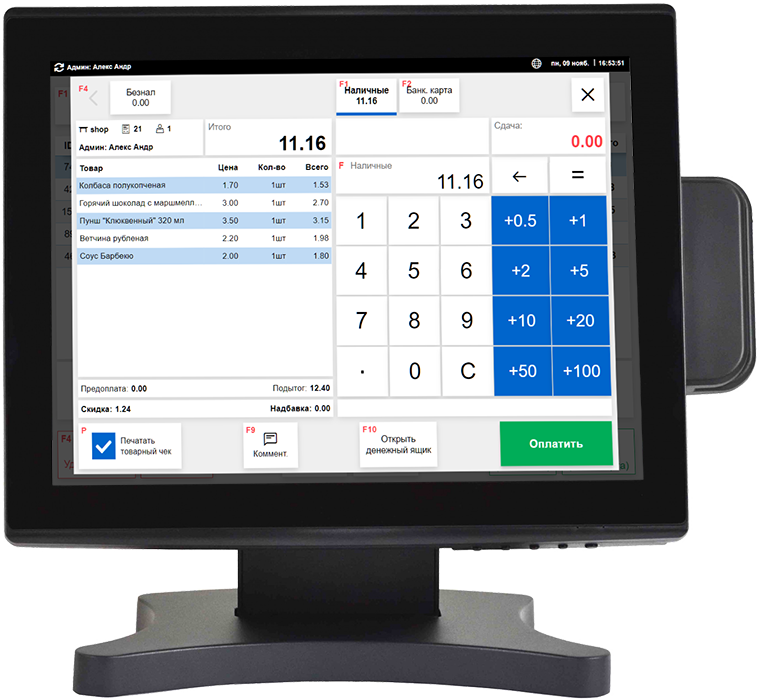 Админ: Алекс Андр
пн, 09 нояб. | 16:53:51
F4
Безнал
0.00
F1
Наличные
11.16
F2
Банк. карта
0.00
shop 21 1
Админ: Алекс Андр
Итого
11.16
Сдача:
0.00
Товар Цена Кол-во Всего
Колбаса полукопченая 1.70 1шт 1.53
Горячий шоколад с маршмелл... 3.00 1шт 2.70
Пунш "Клюквенный" 320 мл 3.50 1шт 3.15
Ветчина рубленая 2.20 1шт 1.98
Соус Барбекю 2.00 1шт 1.80
Предоплата: 0.00 Подытог: 12.40
Скидка: 1.24 Надбавка: 0.00
F Наличные
11.16
← =
1 2 3 +0.5 +1
4 5 6 +2 +5
7 8 9 +10 +20
. 0 C +50 +100
P
Печатать
товарный чек
F9
Коммент.
F10
Открыть
денежный ящик
Оплатить
F1
F4